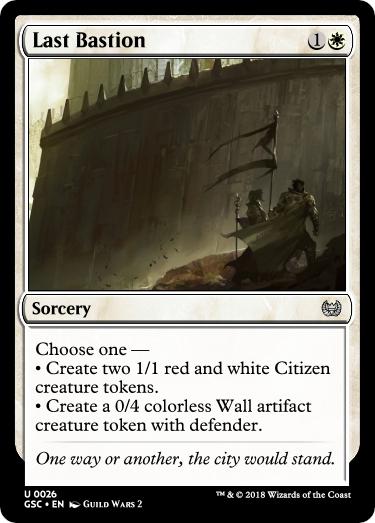 Last Bastion 1
Sorcery
Choose one —
• Create two 1/1 red and white Citizen
creature tokens.
• Create a 0/4 colorless Wall artifact
creature token with defender.
One way or another, the city would stand.
U 0026
GSC • EN Guild Wars 2
™ & © 2018 Wizards of the Coast